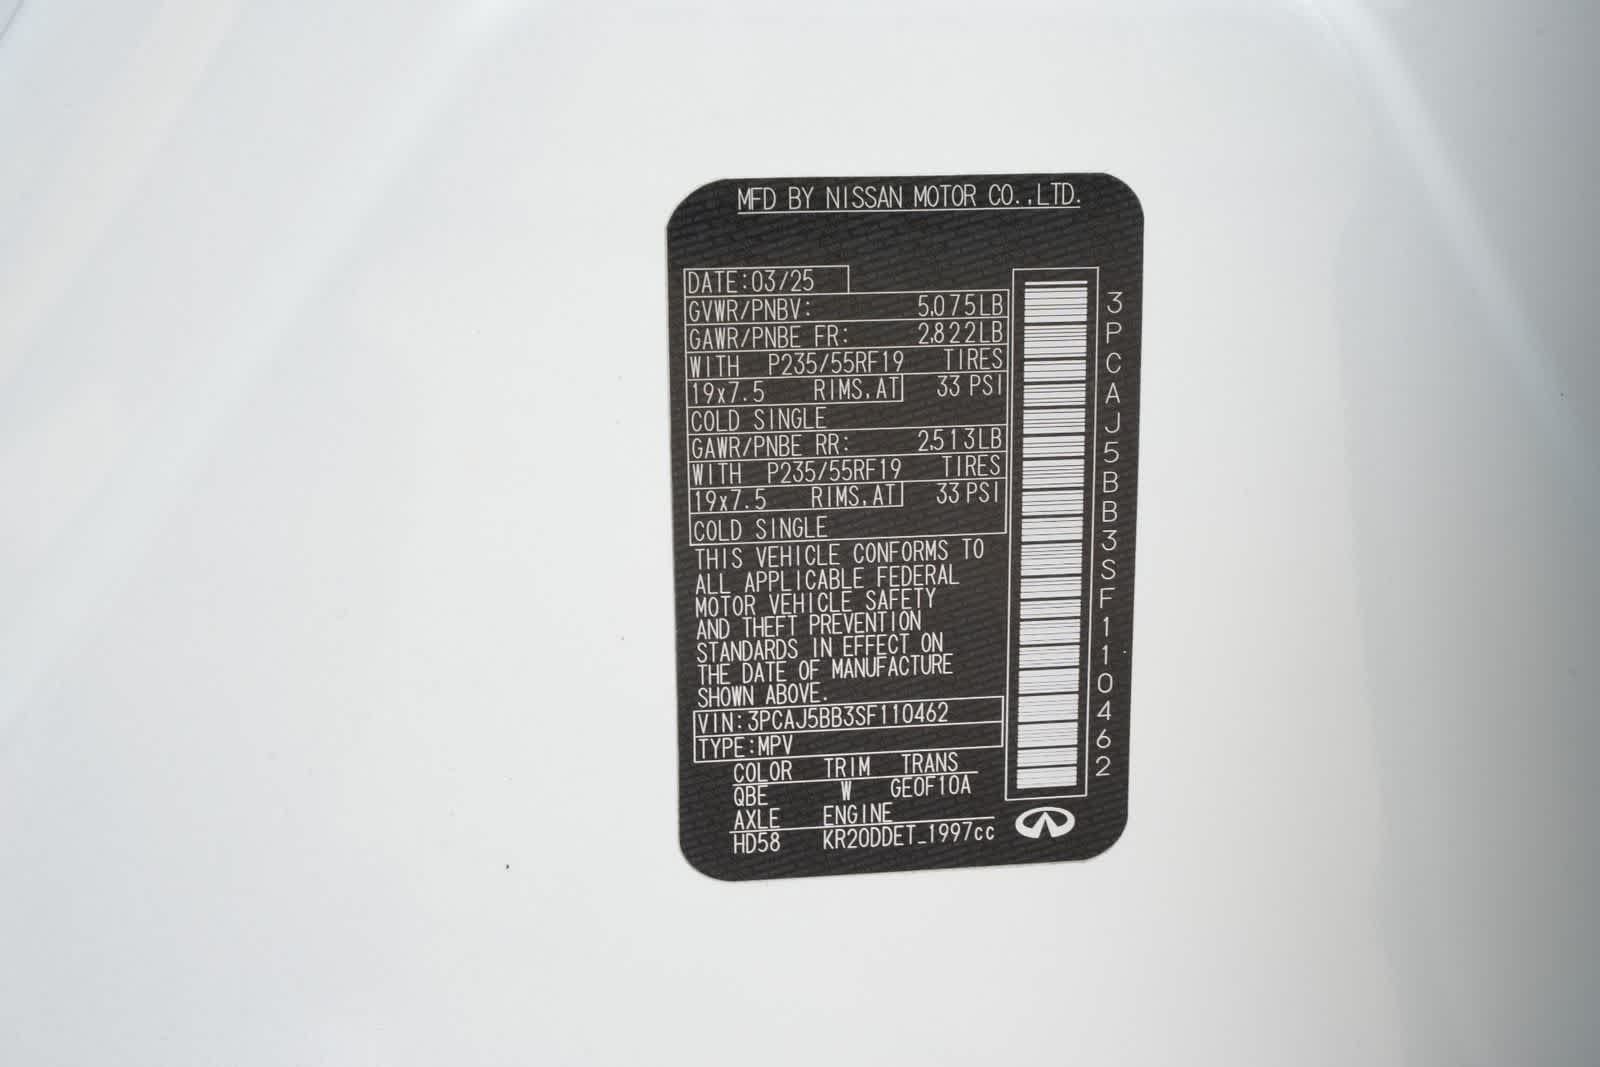 MFD BY NISSAN MOTOR CO.,LTD.
DATE:03/25
GVWR/PNBV: 5,075LB
GAWR/PNBE FR: 2,822LB
WITH P235/55RF19 TIRES
19x7.5 RIMS,AT 33 PSI
COLD SINGLE
GAWR/PNBE RR: 2,513LB
WITH P235/55RF19 TIRES
19x7.5 RIMS,AT 33 PSI
COLD SINGLE
THIS VEHICLE CONFORMS TO
ALL APPLICABLE FEDERAL
MOTOR VEHICLE SAFETY
AND THEFT PREVENTION
STANDARDS IN EFFECT ON
THE DATE OF MANUFACTURE
SHOWN ABOVE.
VIN:3PCAJ5BB3SF110462
TYPE:MPV
COLOR TRIM TRANS
QBE W GE0F10A
AXLE ENGINE
HD58 KR20DDET_1997cc
3PCAJ5BB3SF110462